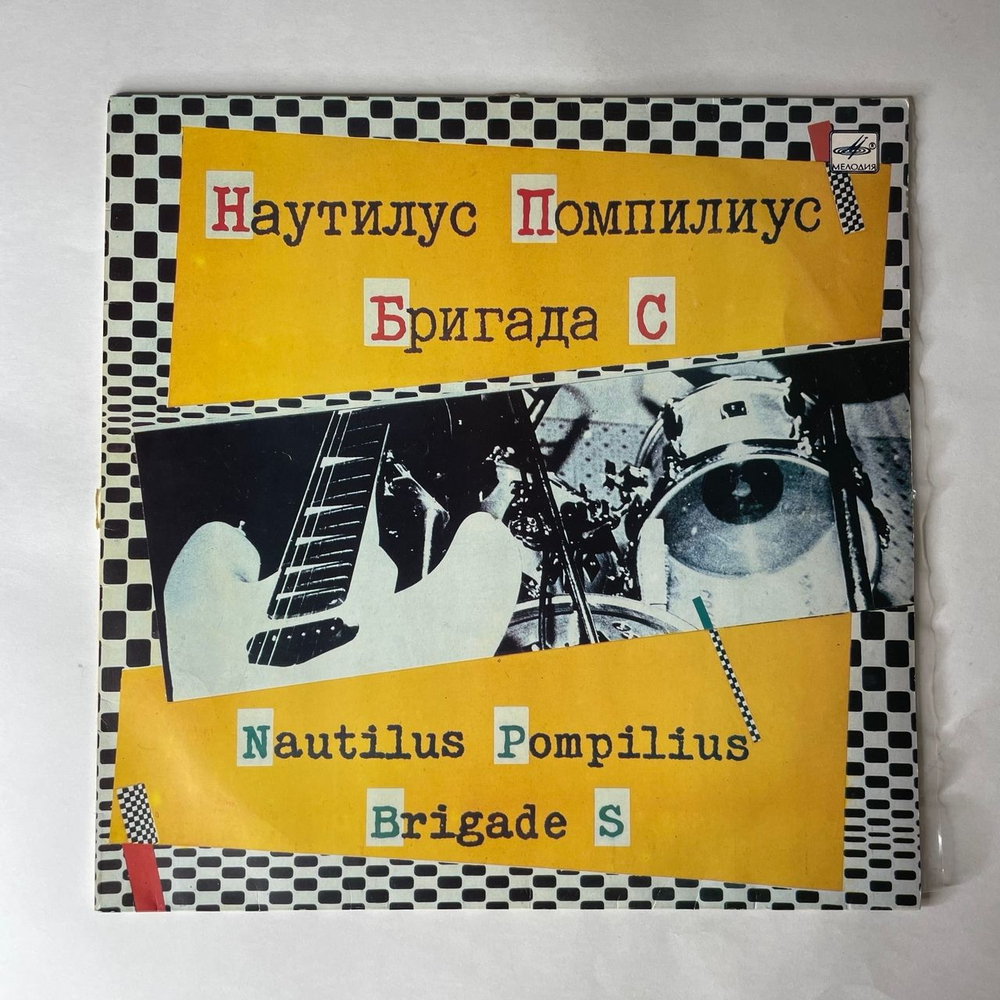 Наутилус Помпилиус
МЕЛОДИЯ
Бригада С
Nautilus Pompilius
Brigade S